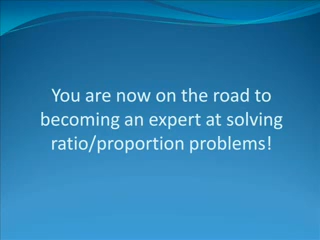 You are now on the road to
becoming an expert at solving
ratio/proportion problems!